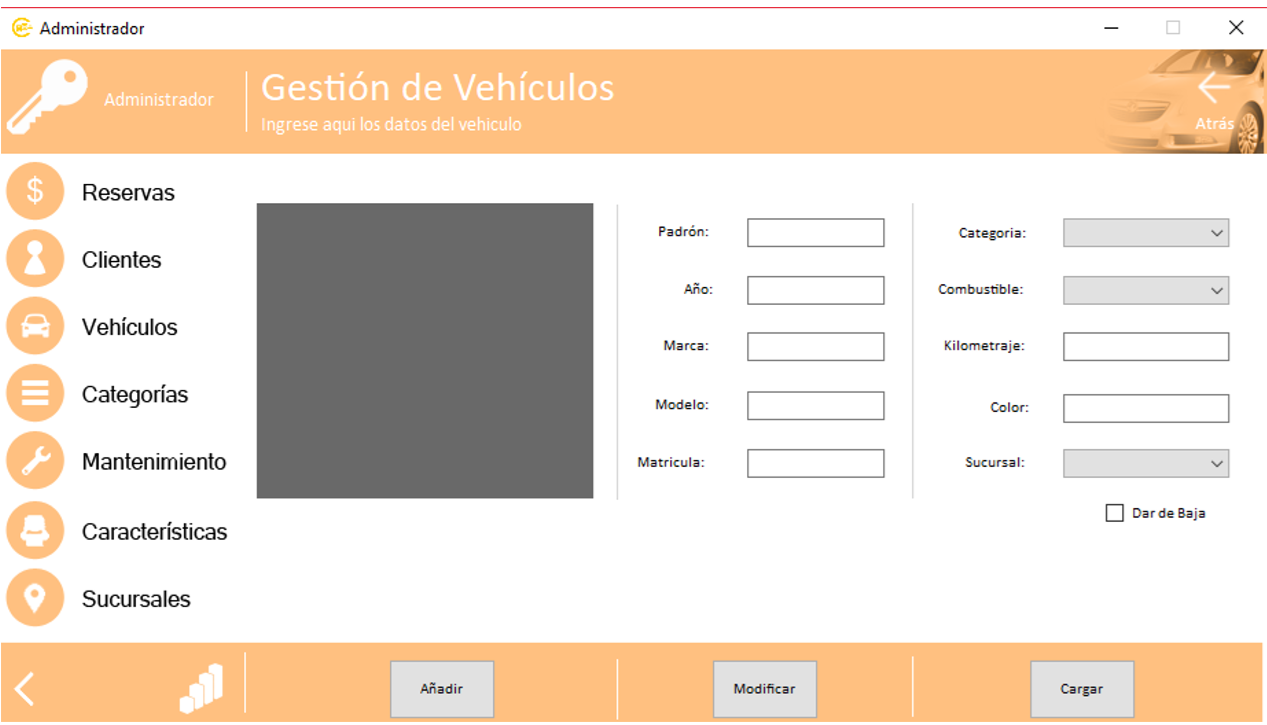 Administrador
Administrador
Gestión de Vehículos
Ingrese aqui los datos del vehiculo
Atrás
Reservas
Clientes
Vehículos
Categorías
Mantenimiento
Características
Sucursales
Padrón:
Año:
Marca:
Modelo:
Matricula:
Categoria:
Combustible:
Kilometraje:
Color:
Sucursal:
Dar de Baja
Añadir
Modificar
Cargar